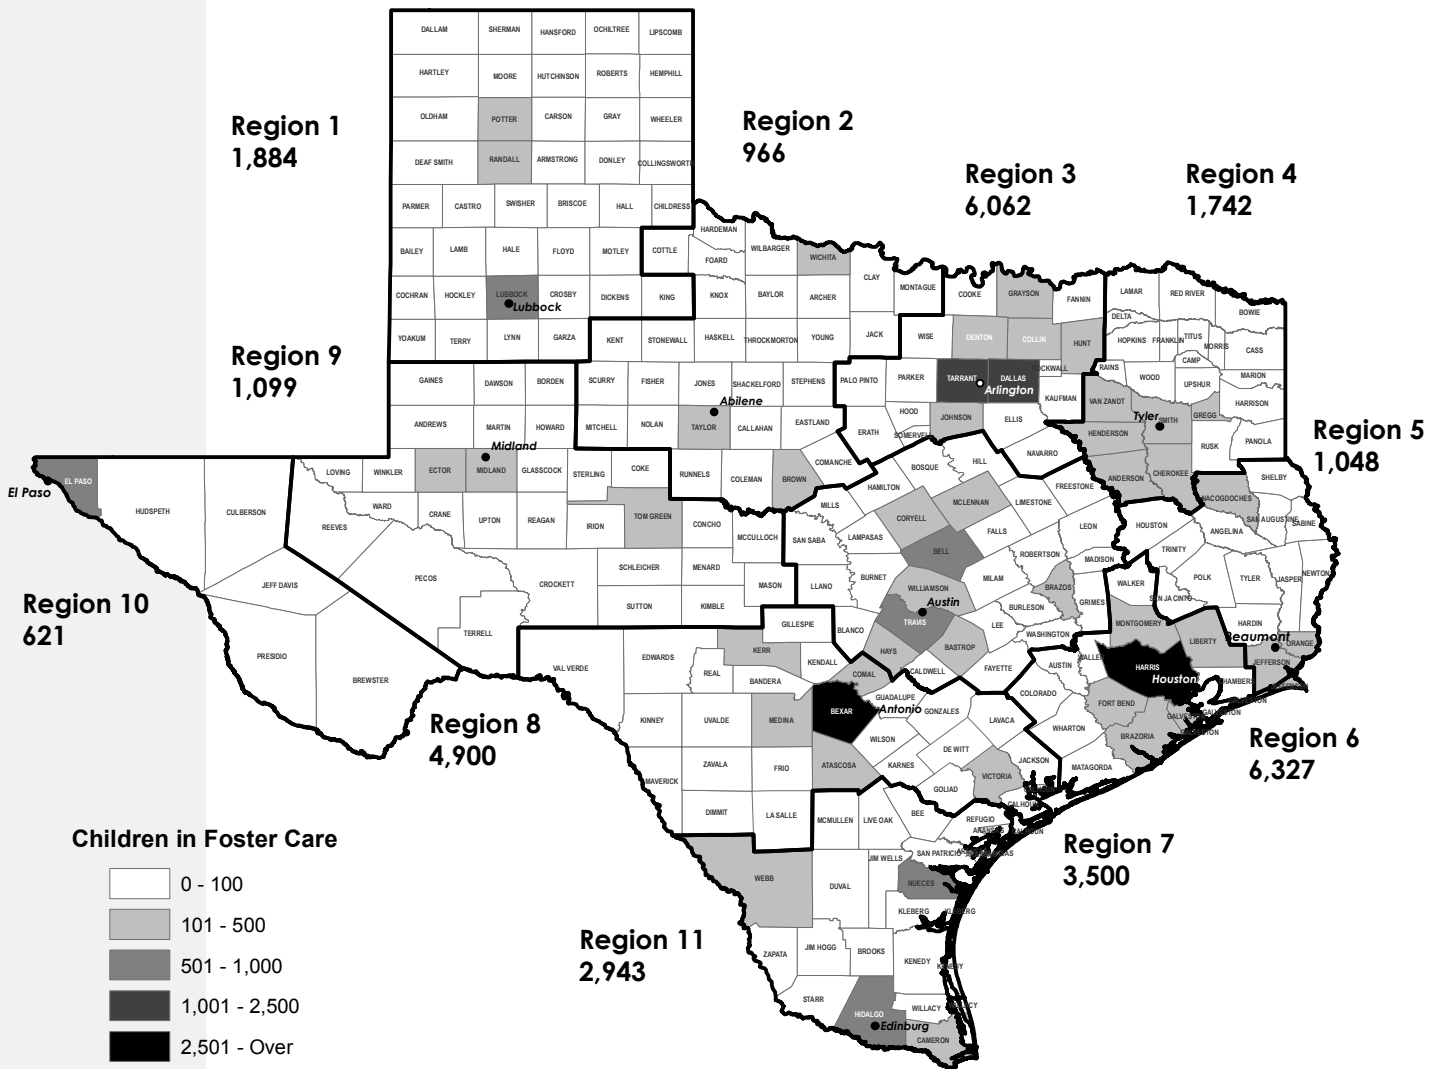 DALLAM SHERMAN HANSFORD OCHILTREE LIPSCOMB
HARTLEY MOORE HUTCHINSON ROBERTS HEMPHILL
OLDHAM POTTER CARSON GRAY WHEELER
DEAF SMITH RANDALL ARMSTRONG DONLEY COLLINGSWORTH
PARMER CASTRO SWISHER BRISCOE HALL CHILDRESS
BAILEY LAMB HALE FLOYD MOTLEY COTTLE
COCHRAN HOCKLEY LUBBOCK CROSBY DICKENS KING
Lubbock
YOAKUM TERRY LYNN GARZA
Region 1
1,884
Region 2
966
Region 3
6,062
Region 4
1,742
HARDEMAN
FOARD WILBARGER WICHITA CLAY MONTAGUE
KNOX BAYLOR ARCHER
KENT STONEWALL HASKELL THROCKMORTON YOUNG JACK
SCURRY FISHER JONES SHACKELFORD STEPHENS
Abilene
MITCHELL NOLAN TAYLOR CALLAHAN EASTLAND
RUNNELS COLEMAN BROWN COMANCHE
COOKE GRAYSON FANNIN
WISE DENTON COLLIN HUNT
PALO PINTO PARKER TARRANT DALLAS
Arlington
KAUFMAN
HOOD JOHNSON ELLIS
ERATH NAVARRO
LAMAR RED RIVER BOWIE
DELTA
HOPKINS FRANKLIN TITUS MORRIS CASS
CAMP
RAINS WOOD UPSHUR MARION
VAN ZANDT SMITH GREGG HARRISON
Tyler
HENDERSON RUSK PANOLA
ANDERSON CHEROKEE
Region 9
1,099
GAINES DAWSON BORDEN
ANDREWS MARTIN HOWARD
Midland
LOVING WINKLER ECTOR MIDLAND GLASSCOCK STERLING COKE
WARD CRANE UPTON REAGAN IRION TOM GREEN CONCHO
REEVES MCCULLOCH
PECOS CROCKETT SCHLEICHER MENARD MASON
SUTTON KIMBLE
TERRELL
El Paso
EL PASO
HUDSPETH CULBERSON
JEFF DAVIS
PRESIDIO BREWSTER
Region 10
621
Region 5
1,048
SHELBY
NACOGDOCHES
SAN AUGUSTINE SABINE
HOUSTON ANGELINA
TRINITY
POLK TYLER JASPER NEWTON
SAN JACINTO
HARDIN
Beaumont
ORANGE
JEFFERSON
BOSQUE HILL
HAMILTON MCLENNAN LIMESTONE FREESTONE
MILLS CORYELL FALLS LEON
SAN SABA LAMPASAS BELL ROBERTSON MADISON
LLANO BURNET WILLIAMSON MILAM BRAZOS GRIMES
Austin
BURLESON
BLANCO TRAVIS LEE WASHINGTON
HAYS BASTROP
CALDWELL FAYETTE
WALKER
MONTGOMERY LIBERTY
HARRIS
Houston
AUSTIN
COLORADO FORT BEND
WHARTON BRAZORIA
MATAGORDA
Region 6
6,327
VAL VERDE EDWARDS KERR GILLESPIE
REAL BANDERA KENDALL COMAL
KINNEY UVALDE MEDINA BEXAR GUADALUPE GONZALES LAVACA
Antonio
WILSON
DE WITT
MAVERICK ZAVALA FRIO ATASCOSA KARNES
JACKSON
GOLIAD VICTORIA
DIMMIT LA SALLE
Region 8
4,900
Region 7
3,500
MCMULLEN LIVE OAK BEE REFUGIO
WEBB DUVAL JIM WELLS SAN PATRICIO
NUECES
KLEBERG
ZAPATA JIM HOGG BROOKS KENEDY
STARR HIDALGO WILLACY
Edinburg
CAMERON
Region 11
2,943
Children in Foster Care
0 - 100
101 - 500
501 - 1,000
1,001 - 2,500
2,501 - Over